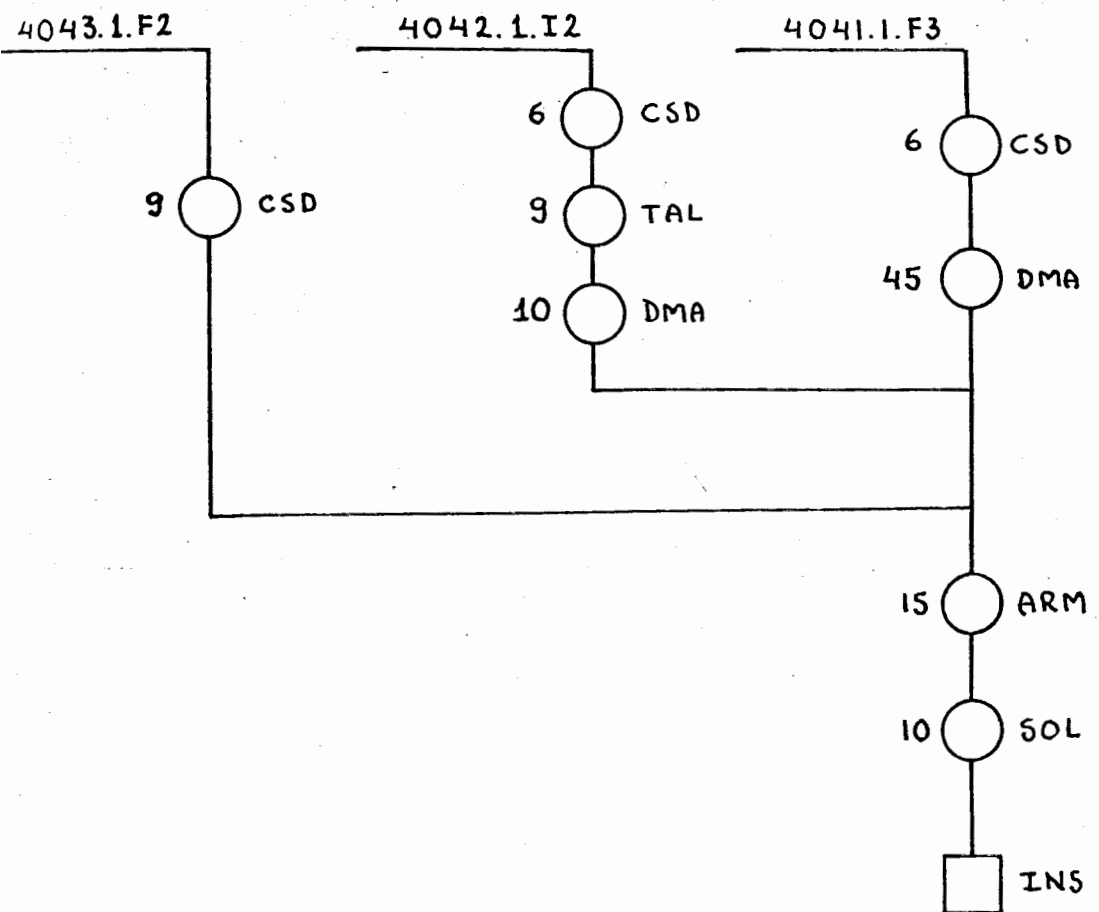 4043.1.F2
4042.1.I2
4041.1.F3
6 CSD
6 CSD
9 CSD
9 TAL
45 DMA
10 DMA
15 ARM
10 SOL
INS